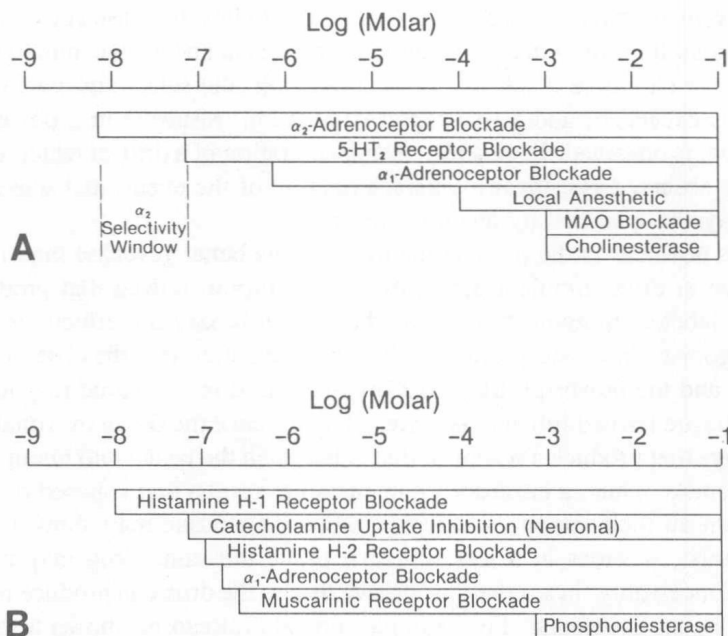 Log (Molar)
-9 -8 -7 -6 -5 -4 -3 -2 -1
α₂-Adrenoceptor Blockade
5-HT₂ Receptor Blockade
α₁-Adrenoceptor Blockade
Local Anesthetic
MAO Blockade
Cholinesterase
α₂
Selectivity
Window
A
Log (Molar)
-9 -8 -7 -6 -5 -4 -3 -2 -1
Histamine H-1 Receptor Blockade
Catecholamine Uptake Inhibition (Neuronal)
Histamine H-2 Receptor Blockade
α₁-Adrenoceptor Blockade
Muscarinic Receptor Blockade
Phosphodiesterase
B